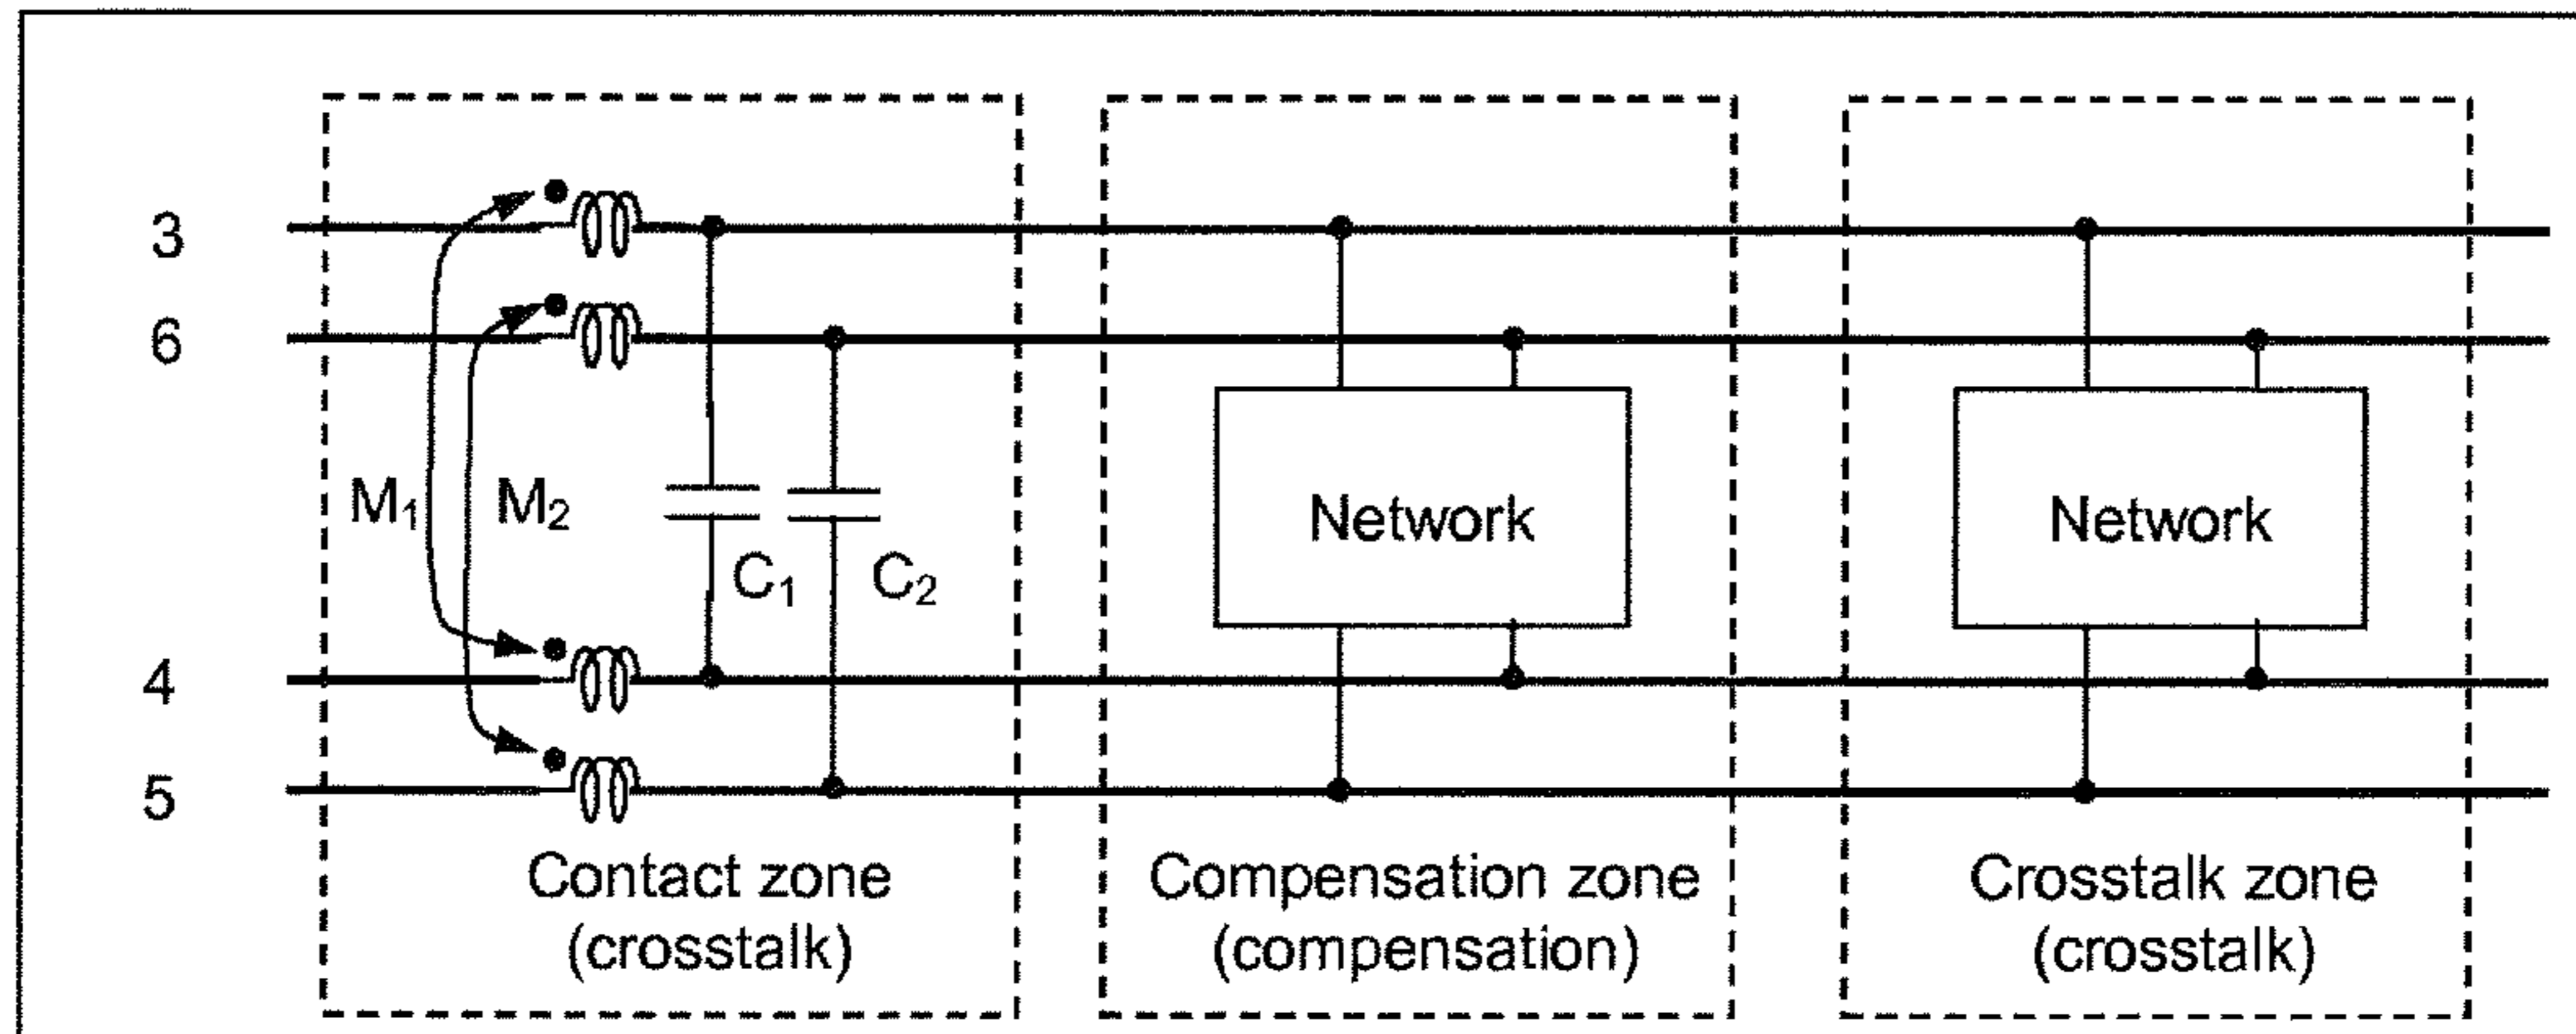 3
6
M₁
M₂
C₁
C₂
Network
Network
4
5
Contact zone
(crosstalk)
Compensation zone
(compensation)
Crosstalk zone
(crosstalk)